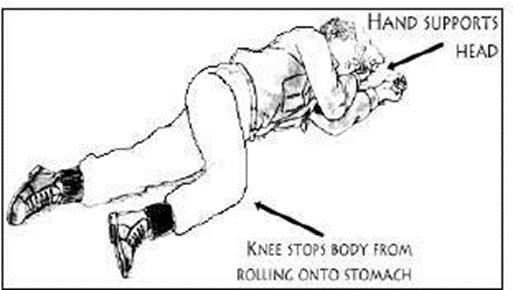 HAND SUPPORTS
HEAD
KNEE STOPS BODY FROM
ROLLING ONTO STOMACH